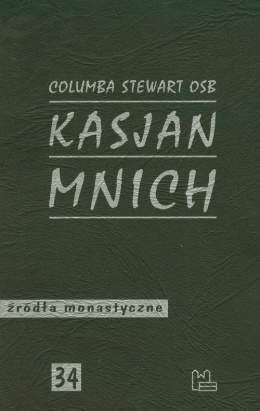 COLUMBA STEWART OSB
KASJAN
MNICH
źródła monastyczne
34